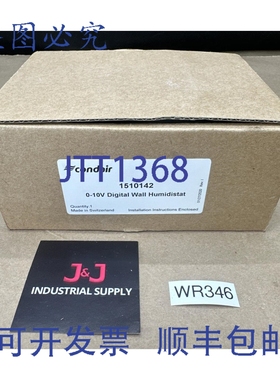 图必究
condair
JTT1368
1510142
0-10V Digital Wall Humidistat
Quantity:1
Made in Switzerland
Installation Instructions Enclosed
J&J
INDUSTRIAL SUPPLY
WR346
可开发票 顺丰包邮